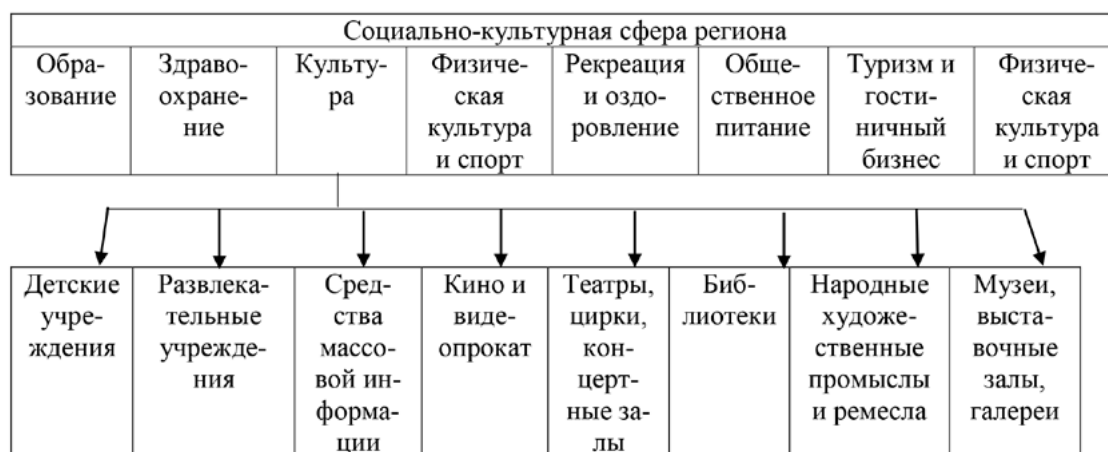 Социально-культурная сфера региона
Обра-
зование
Здраво-
охране-
ние
Культу-
ра
Физиче-
ская
культура
и спорт
Рекреация
и оздо-
ровление
Обще-
ственное
питание
Туризм и
гости-
ничный
бизнес
Физиче-
ская
культура
и спорт
Детские
учре-
ждения
Развлека-
тельные
учрежде-
ния
Сред-
ства
массо-
вой ин-
форма-
ции
Кино и
виде-
опрокат
Театры,
цирки,
кон-
церт-
ные за-
лы
Биб-
лиотеки
Народные
художе-
ственные
промыслы
и ремесла
Музеи,
выста-
вочные
залы,
галереи